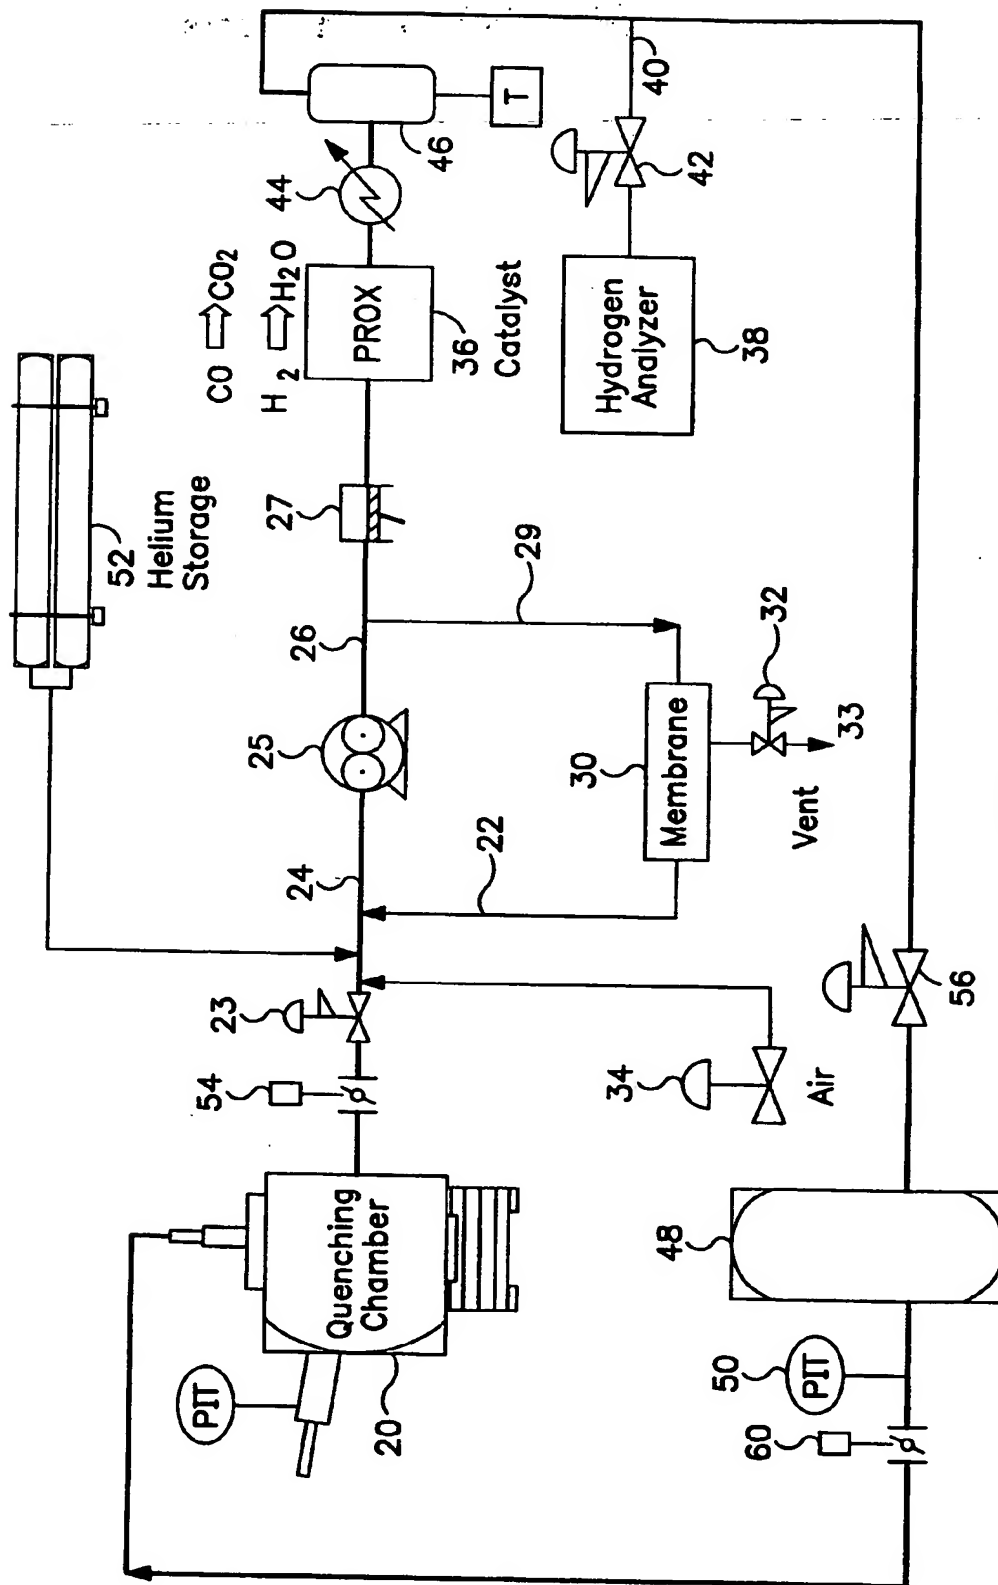 52
Helium
Storage
CO ⇨ CO2
H2 ⇨ H2O
PIT
20
Quenching
Chamber
54
23
24
25
26
27
PROX
36
Catalyst
44
46
T
22
29
30
Membrane
32
33
Vent
34
Air
Hydrogen
Analyzer
38
40
42
60
50
PIT
48
56